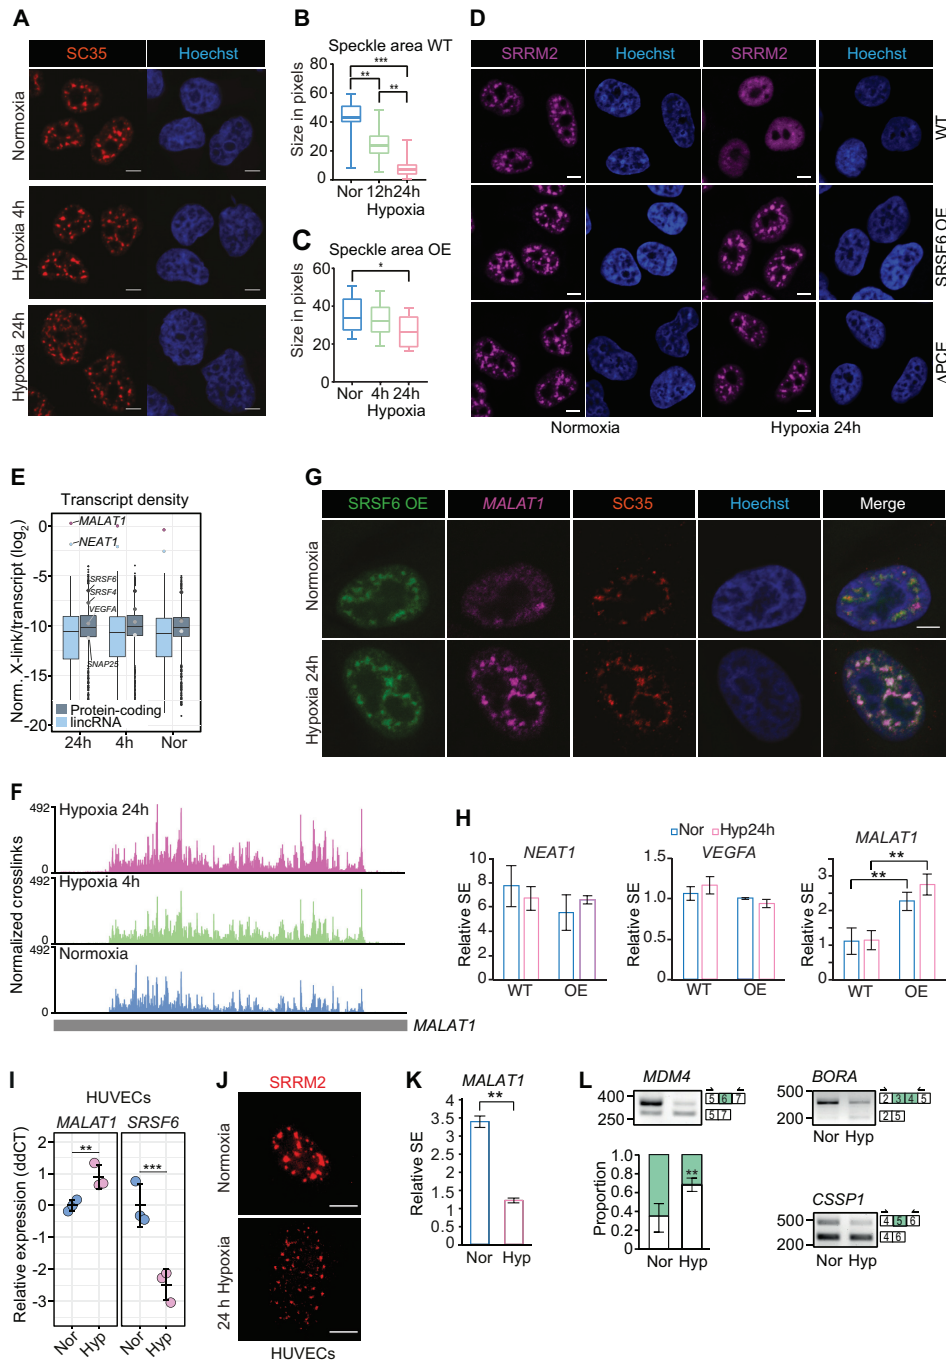 A
SC35
Hoechst
Normoxia
Hypoxia 4h
Hypoxia 24h
B
Speckle area WT
***
**
**
Size in pixels
60
40
20
0
Nor 12h 24h
Hypoxia
C
Speckle area OE
*
Size in pixels
60
40
20
0
Nor 4h 24h
Hypoxia
D
SRRM2
Hoechst
SRRM2
Hoechst
WT
SRSF6 OE
ΔPCE
Normoxia
Hypoxia 24h
E
Transcript density
Norm. X-link/transcript (log2)
0
-5
-10
-15
-20
MALAT1
NEAT1
SRSF6
SRSF4
VEGFA
SNAP25
Protein-coding
lincRNA
24h
4h
Nor
F
Normalized crosslinks
492
Hypoxia 24h
0
492
Hypoxia 4h
0
492
Normoxia
0
MALAT1
G
SRSF6 OE
MALAT1
SC35
Hoechst
Merge
Normoxia
Hypoxia 24h
H
Nor
Hyp24h
NEAT1
Relative SE
10
8
6
4
2
0
WT
OE
VEGFA
Relative SE
1.5
1.0
0.5
0
WT
OE
MALAT1
**
**
Relative SE
3
2
1
0
WT
OE
I
HUVECs
MALAT1
SRSF6
**
***
Relative expression (ddCT)
2
1
0
-1
-2
-3
Nor
Hyp
Nor
Hyp
J
SRRM2
Normoxia
24 h Hypoxia
HUVECs
K
MALAT1
**
Relative SE
4
3.5
3
2.5
2
1.5
1
0.5
0
Nor
Hyp
L
MDM4
400
250
5 6 7
5 7
Proportion
1.0
0.8
0.6
0.4
0.2
0
**
Nor
Hyp
BORA
500
200
2 3 4 5
2 5
Nor Hyp
CSSP1
500
200
4 5 6
4 6
Nor Hyp